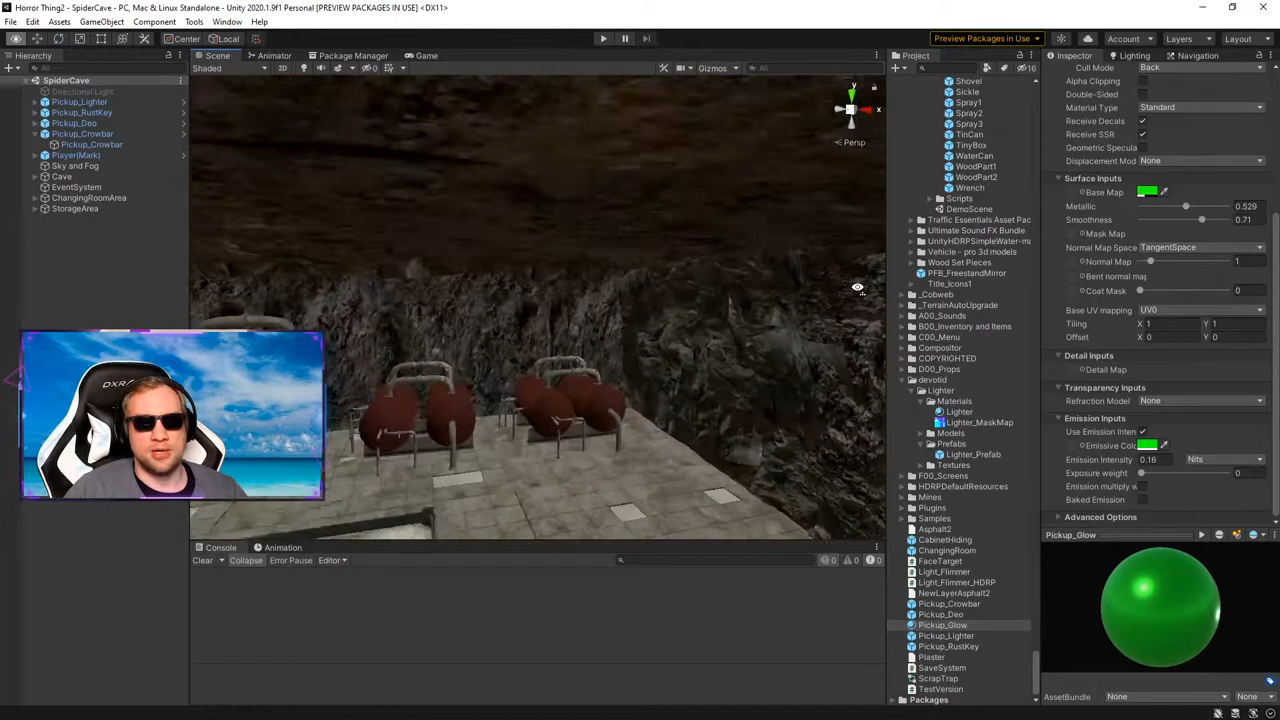 Horror Thing2 - SpiderCave - PC, Mac & Linux Standalone - Unity 2020.1.9f1 Personal [PREVIEW PACKAGES IN USE] <DX11>
File Edit Assets GameObject Component Tools Window Help
Center Local Preview Packages in Use Account Layers Layout
Hierarchy Scene Animator Package Manager Game Project Inspector Lighting Navigation
All Shaded 2D 0 Gizmos All 16
SpiderCave
Directional Light
Pickup_Lighter
Pickup_RustKey
Pickup_Deo
Pickup_Crowbar
Pickup_Crowbar
Player(Mark)
Sky and Fog
Cave
EventSystem
ChangingRoomArea
StorageArea
y
x
Persp
DXR
Console Animation
Clear Collapse Error Pause Editor 0 0 0
Shovel
Sickle
Spray1
Spray2
Spray3
TinCan
TinyBox
WaterCan
WoodPart1
WoodPart2
Wrench
Scripts
DemoScene
Traffic Essentials Asset Pac
Ultimate Sound FX Bundle
UnityHDRPSimpleWater-m
Vehicle - pro 3d models
Wood Set Pieces
PFB_FreestandMirror
Title_Icons1
_Cobweb
_TerrainAutoUpgrade
A00_Sounds
B00_Inventory and Items
C00_Menu
Compositor
COPYRIGHTED
D00_Props
devotid
Lighter
Materials
Lighter
Lighter_MaskMap
Models
Prefabs
Lighter_Prefab
Textures
F00_Screens
HDRPDefaultResources
Mines
Plugins
Samples
Asphalt2
CabinetHiding
ChangingRoom
FaceTarget
Light_Flimmer
Light_Flimmer_HDRP
NewLayerAsphalt2
Pickup_Crowbar
Pickup_Deo
Pickup_Glow
Pickup_Lighter
Pickup_RustKey
Plaster
SaveSystem
ScrapTrap
TestVersion
Packages
Cull Mode Back
Alpha Clipping
Double-Sided
Material Type Standard
Receive Decals
Receive SSR
Geometric Specula
Displacement Mod None
Surface Inputs
Base Map
Metallic 0.529
Smoothness 0.71
Mask Map
Normal Map Space TangentSpace
Normal Map 1
Bent normal map
Coat Mask 0
Base UV mapping UV0
Tiling X 1 Y 1
Offset X 0 Y 0
Detail Inputs
Detail Map
Transparency Inputs
Refraction Model None
Emission Inputs
Use Emission Inten
Emissive Colo
Emission Intensity 0.16 Nits
Exposure weight 0
Emission multiply w
Baked Emission
Advanced Options
Pickup_Glow
AssetBundle None None